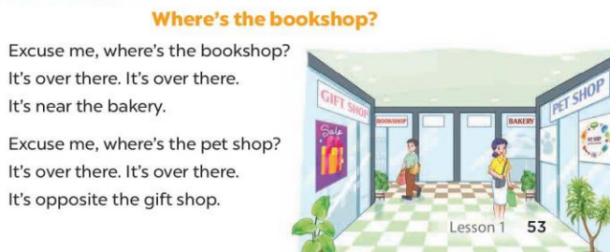 Where's the bookshop?
Excuse me, where's the bookshop?
It's over there. It's over there.
It's near the bakery.
Excuse me, where's the pet shop?
It's over there. It's over there.
It's opposite the gift shop.
GIFT SHOP
Sale
BOOKSHOP
BAKERY
PET SHOP
Lesson 1 53